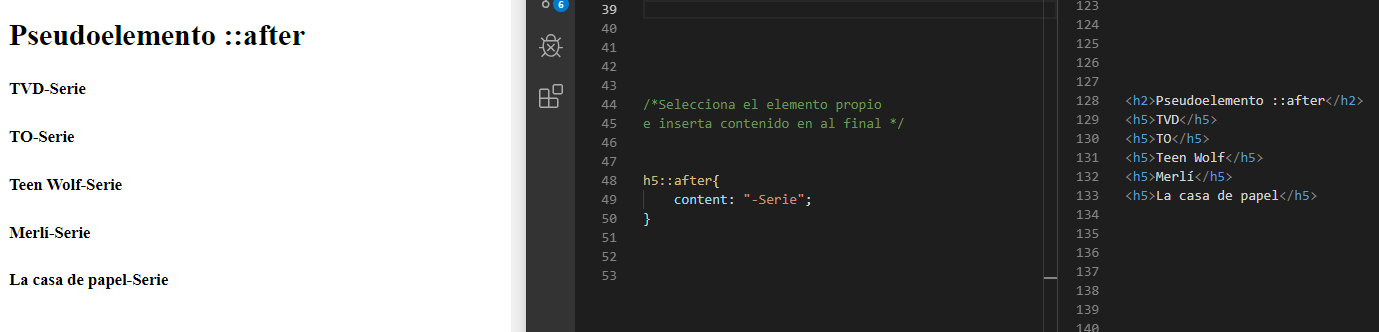 Pseudoelemento ::after
TVD-Serie
TO-Serie
Teen Wolf-Serie
Merlí-Serie
La casa de papel-Serie
6
39
40
41
42
43
44 /*Selecciona el elemento propio
45 e inserta contenido en al final */
46
47
48 h5::after{
49 content: "-Serie";
50 }
51
52
53
123
124
125
126
127
128 <h2>Pseudoelemento ::after</h2>
129 <h5>TVD</h5>
130 <h5>TO</h5>
131 <h5>Teen Wolf</h5>
132 <h5>Merlí</h5>
133 <h5>La casa de papel</h5>
134
135
136
137
138
139
140